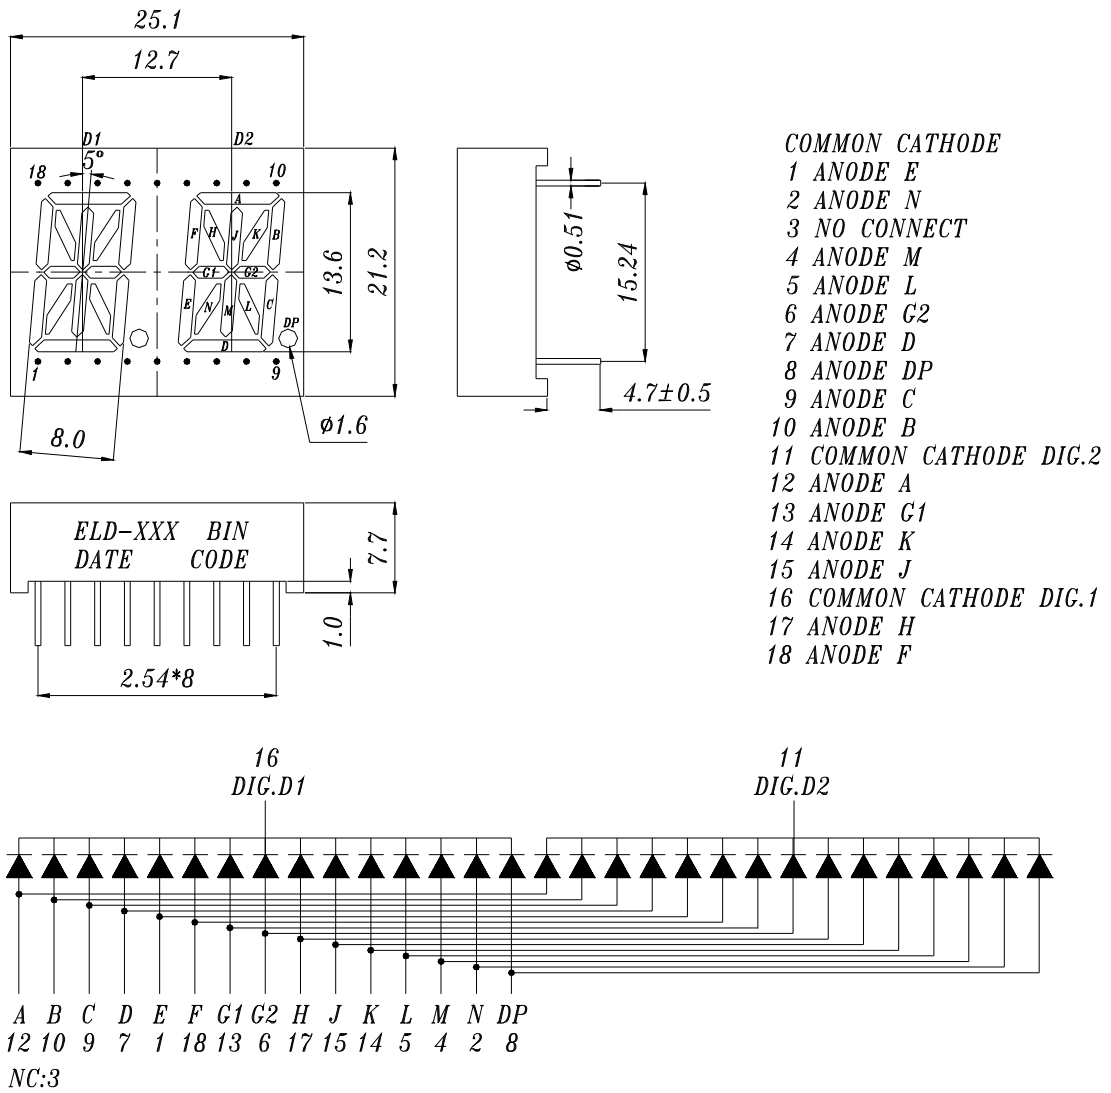 25.1
12.7
D1 D2
5°
18 10
A
F H J K B
G1 G2
E N M L C
DP
D
1 9
13.6
21.2
8.0
ø1.6
ø0.51
15.24
4.7±0.5
COMMON CATHODE
1 ANODE E
2 ANODE N
3 NO CONNECT
4 ANODE M
5 ANODE L
6 ANODE G2
7 ANODE D
8 ANODE DP
9 ANODE C
10 ANODE B
11 COMMON CATHODE DIG.2
12 ANODE A
13 ANODE G1
14 ANODE K
15 ANODE J
16 COMMON CATHODE DIG.1
17 ANODE H
18 ANODE F
ELD-XXX BIN
DATE CODE
7.7
1.0
2.54*8
16
DIG.D1
11
DIG.D2
A B C D E F G1 G2 H J K L M N DP
12 10 9 7 1 18 13 6 17 15 14 5 4 2 8
NC:3